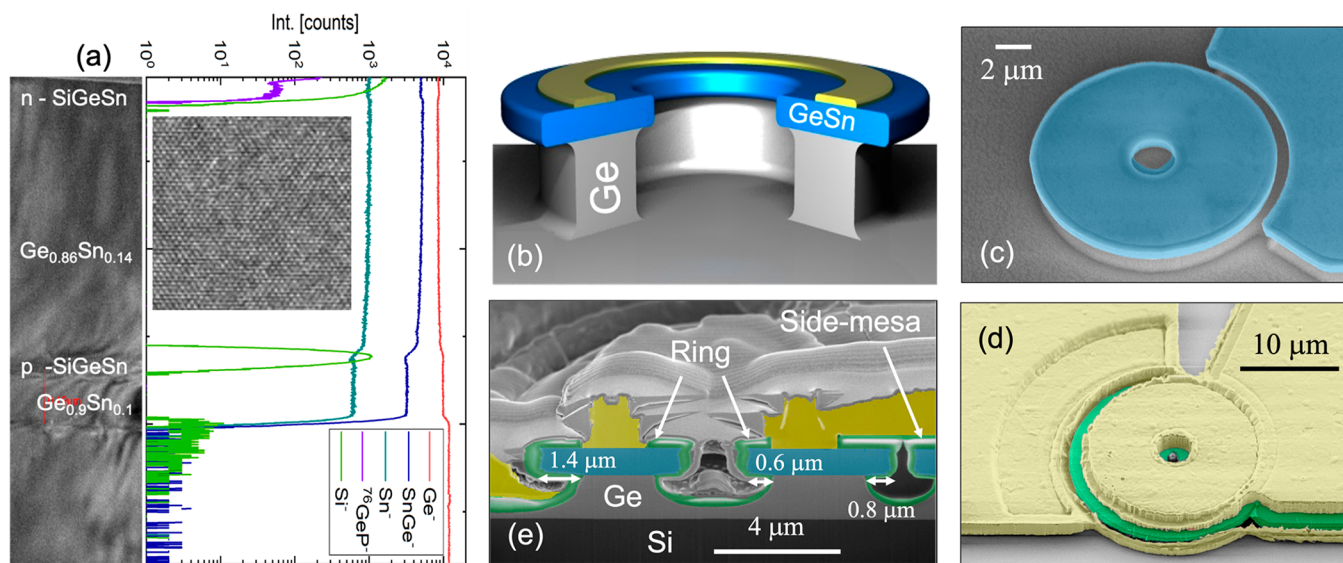 (a)
Int. [counts]
10⁰ 10¹ 10² 10³ 10⁴
n - SiGeSn
Ge₀.₈₆Sn₀.₁₄
p -SiGeSn
Ge₀.₉Sn₀.₁
Si⁻
⁷⁶GeP⁻
Sn⁻
SnGe⁻
Ge⁻
GeSn
Ge
(b)
2 μm
(c)
Side-mesa
Ring
1.4 μm
0.6 μm
0.8 μm
Ge
4 μm
Si
(e)
(d)
10 μm